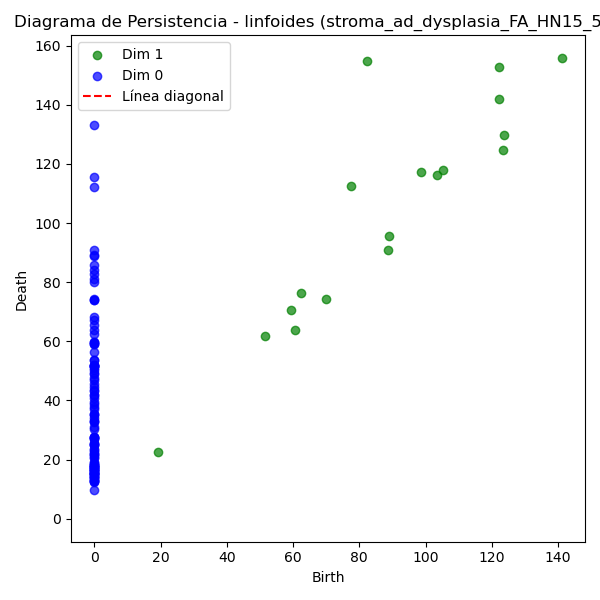 Diagrama de Persistencia - linfoides (stroma_ad_dysplasia_FA_HN15_5
Dim 1
Dim 0
Línea diagonal
160
140
120
100
80
60
40
20
0
Death
0 20 40 60 80 100 120 140
Birth